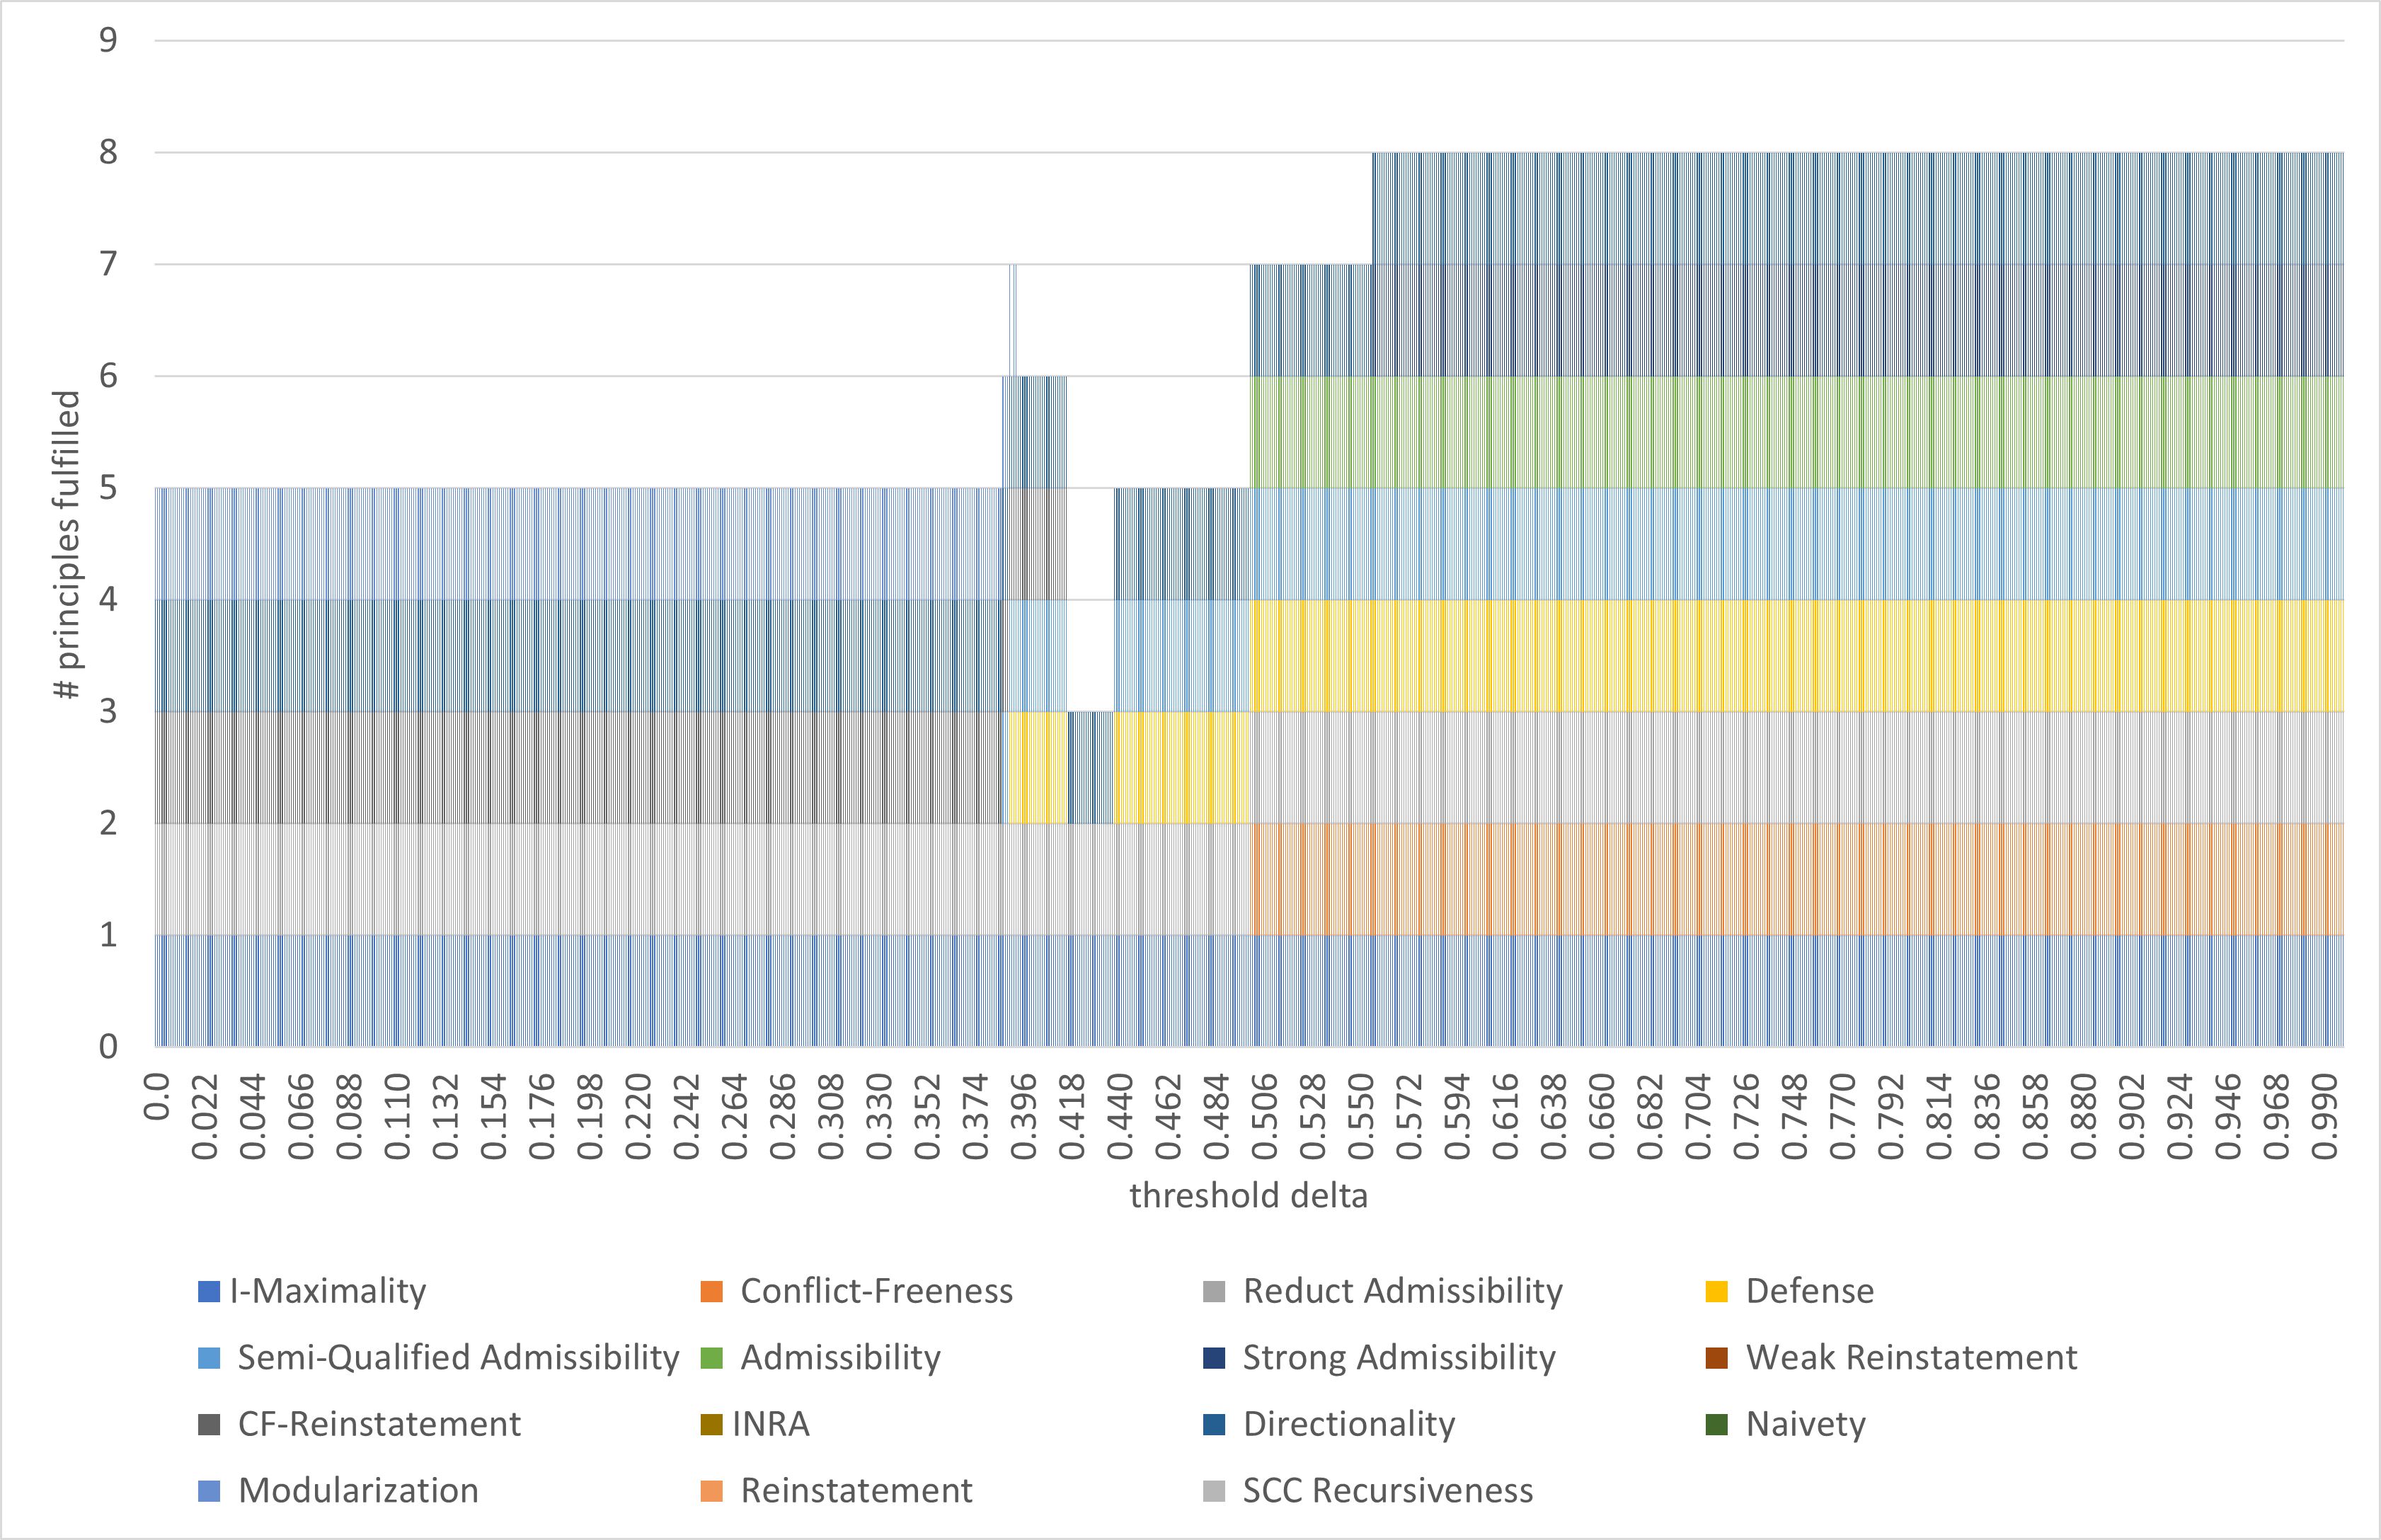 9
8
7
6
5
4
3
2
1
0
# principles fulfilled
0.0 0.022 0.044 0.066 0.088 0.110 0.132 0.154 0.176 0.198 0.220 0.242 0.264 0.286 0.308 0.330 0.352 0.374 0.396 0.418 0.440 0.462 0.484 0.506 0.528 0.550 0.572 0.594 0.616 0.638 0.660 0.682 0.704 0.726 0.748 0.770 0.792 0.814 0.836 0.858 0.880 0.902 0.924 0.946 0.968 0.990
threshold delta
I-Maximality Conflict-Freeness Reduct Admissibility Defense
Semi-Qualified Admissibility Admissibility Strong Admissibility Weak Reinstatement
CF-Reinstatement INRA Directionality Naivety
Modularization Reinstatement SCC Recursiveness